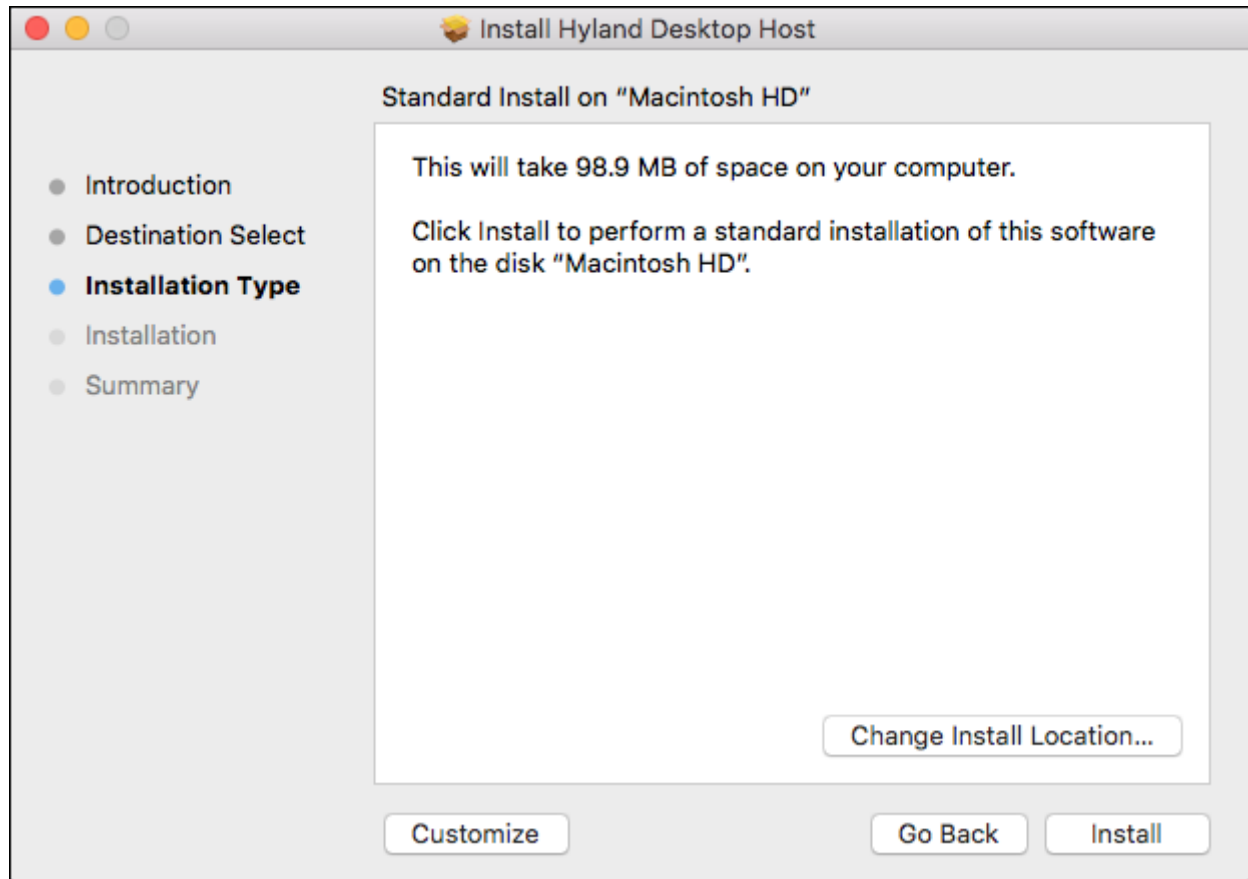 Install Hyland Desktop Host
Standard Install on “Macintosh HD”
Introduction
Destination Select
Installation Type
Installation
Summary
This will take 98.9 MB of space on your computer.
Click Install to perform a standard installation of this software
on the disk “Macintosh HD”.
Change Install Location...
Customize
Go Back
Install